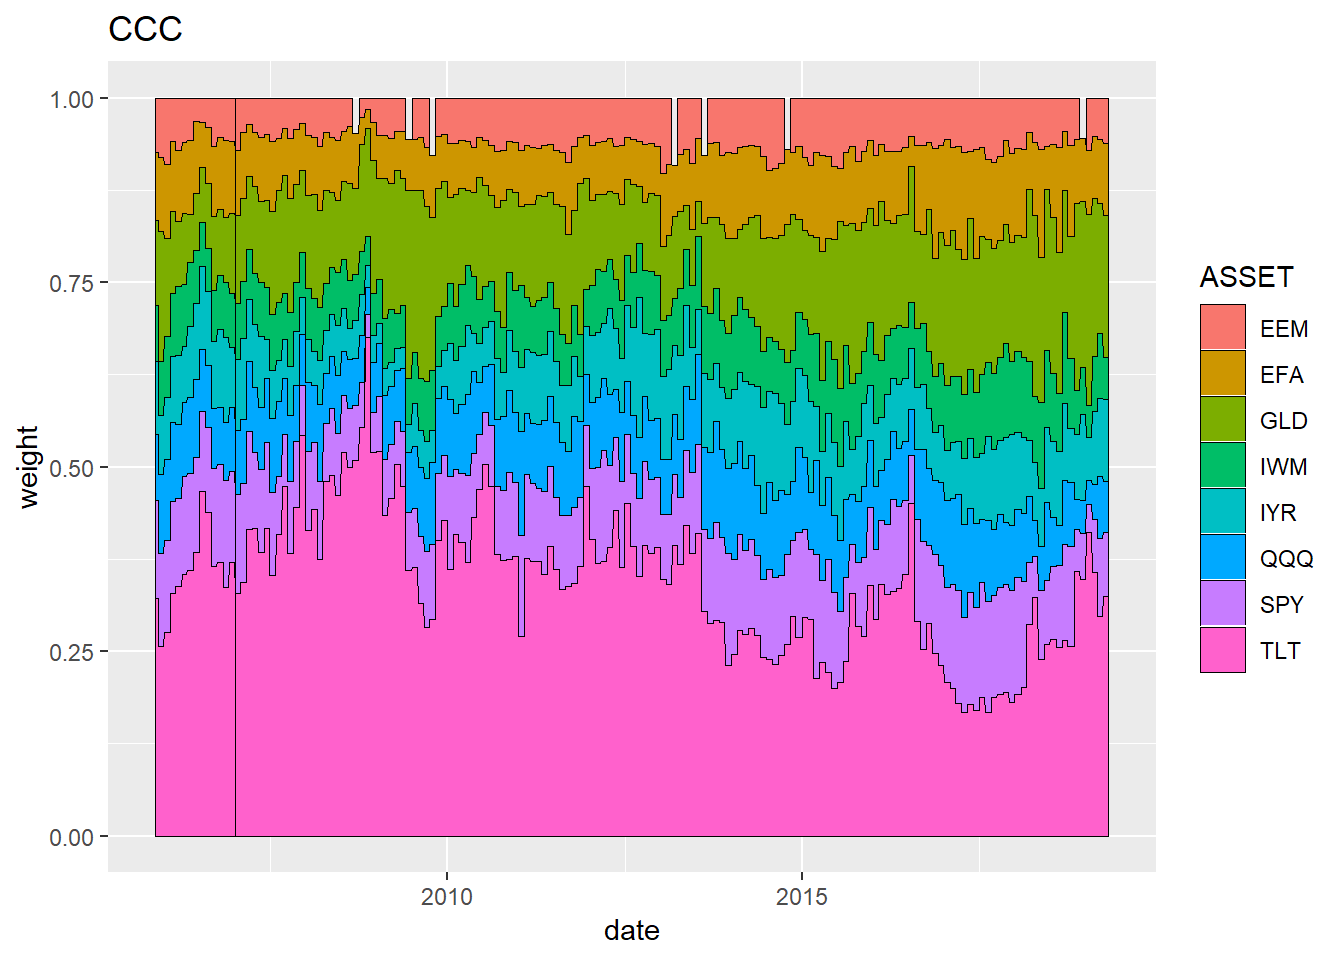 CCC
1.00
0.75
0.50
0.25
0.00
weight
2010
2015
date
ASSET
EEM
EFA
GLD
IWM
IYR
QQQ
SPY
TLT